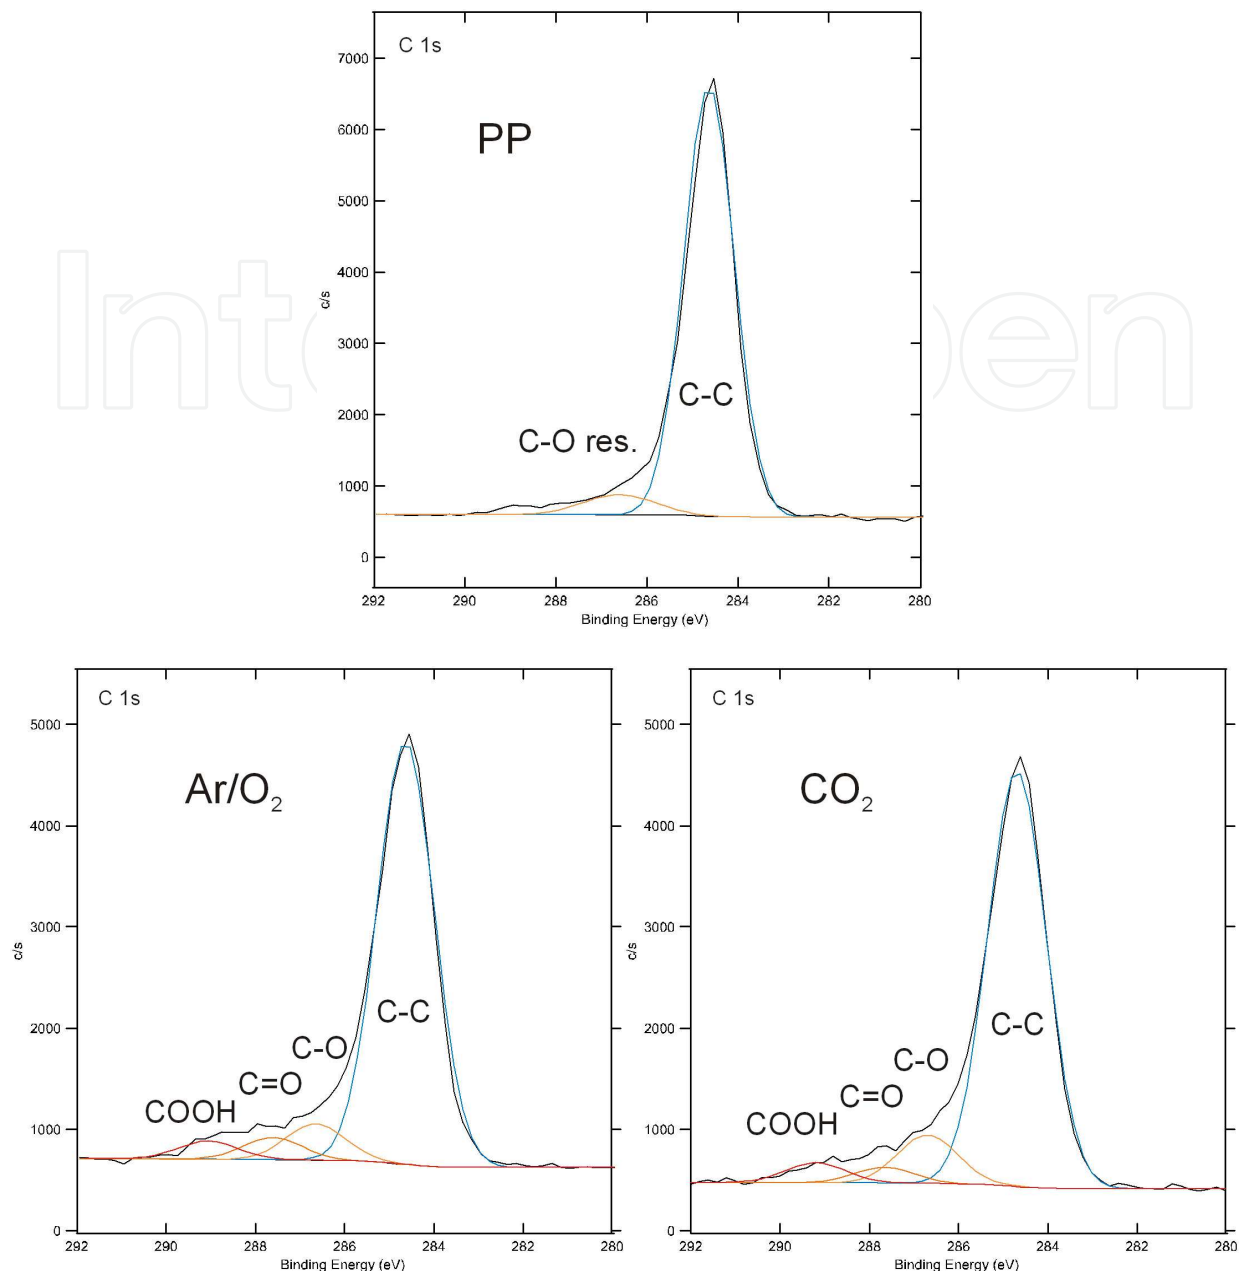 C 1s
7000
PP
6000
5000
4000
c/s
3000
C-C
2000
C-O res.
1000
0
292
290
288
286
284
282
280
Binding Energy (eV)
C 1s
5000
Ar/O₂
4000
3000
c/s
C-C
2000
C-O
C=O
COOH
1000
0
292
290
288
286
284
282
280
Binding Energy (eV)
C 1s
5000
CO₂
4000
3000
c/s
C-C
2000
C-O
C=O
COOH
1000
0
292
290
288
286
284
282
280
Binding Energy (eV)